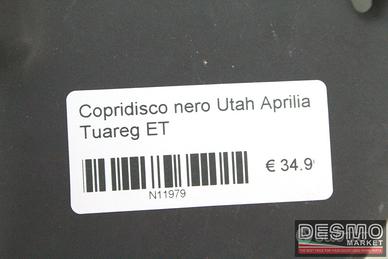 Copridisco nero Utah Aprilia
Tuareg ET
€ 34.9
N11979
DESMO
MARKET